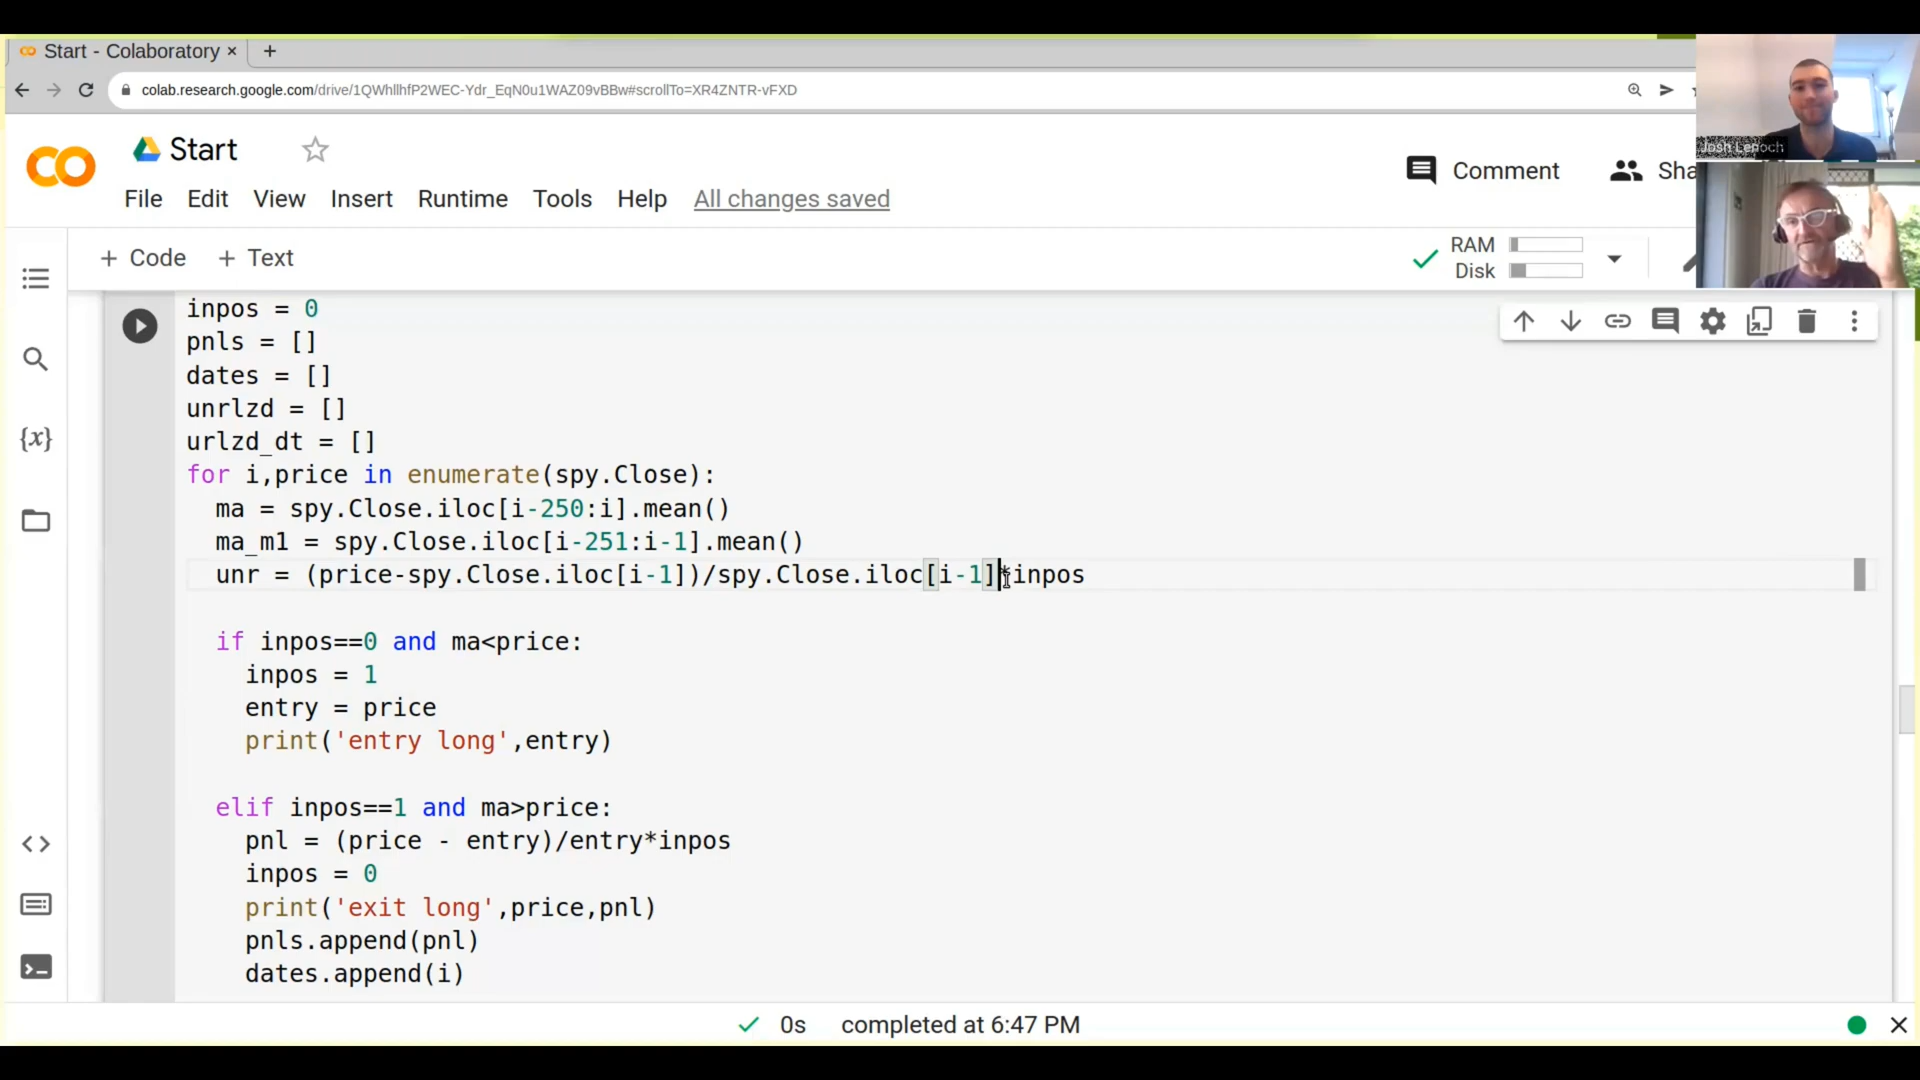 Start - Colaboratory
colab.research.google.com/drive/1QWhllhfP2WEC-Ydr_EqN0u1WAZ09vBBw#scrollTo=XR4ZNTR-vFXD
Josh Lenoch
Start
Comment
Sha
File Edit View Insert Runtime Tools Help All changes saved
+ Code + Text
RAM
Disk
inpos = 0
pnls = []
dates = []
unrlzd = []
urlzd_dt = []
for i,price in enumerate(spy.Close):
ma = spy.Close.iloc[i-250:i].mean()
ma_m1 = spy.Close.iloc[i-251:i-1].mean()
unr = (price-spy.Close.iloc[i-1])/spy.Close.iloc[i-1]*inpos
if inpos==0 and ma<price:
inpos = 1
entry = price
print('entry long',entry)
elif inpos==1 and ma>price:
pnl = (price - entry)/entry*inpos
inpos = 0
print('exit long',price,pnl)
pnls.append(pnl)
dates.append(i)
0s completed at 6:47 PM